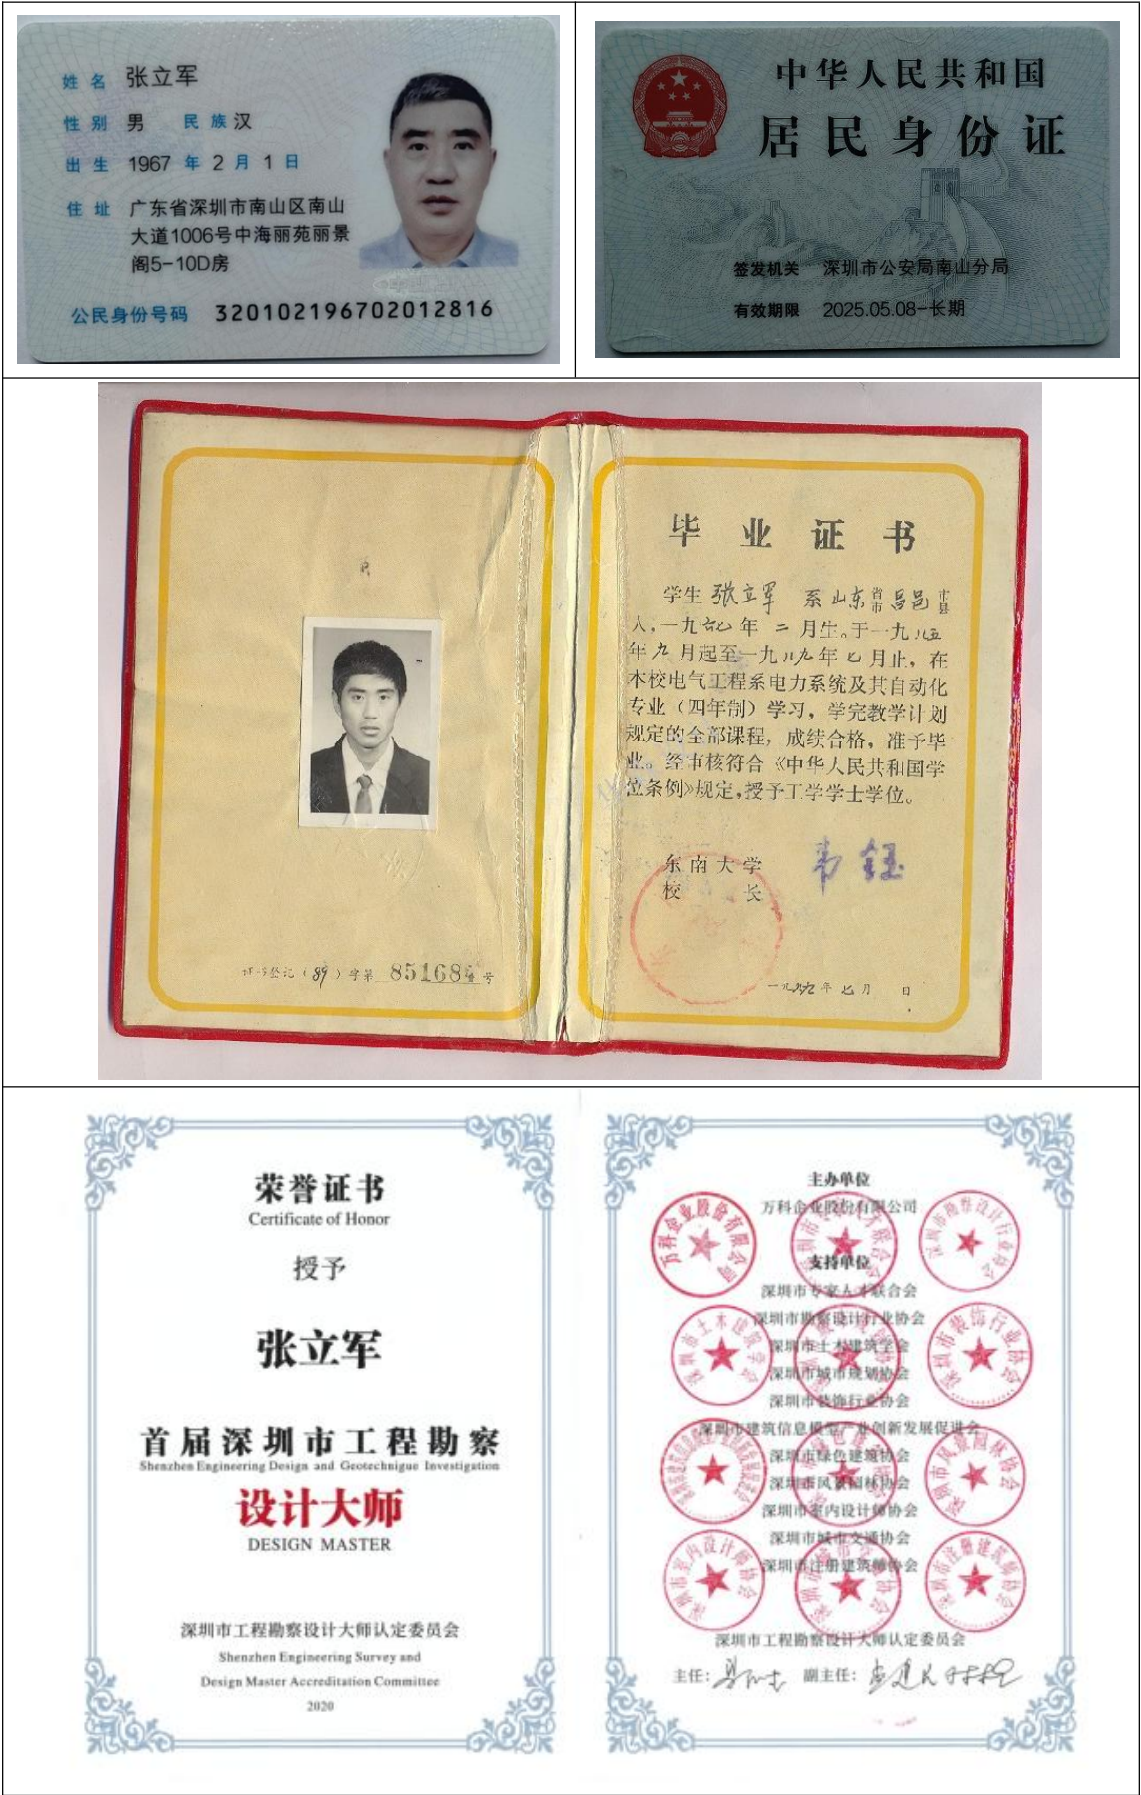 姓名 张立军
性别 男 民族 汉
出生 1967 年 2 月 1 日
住址 广东省深圳市南山区南山
大道1006号中海丽苑丽景
阁5-10D房
公民身份号码 320102196702012816
中华人民共和国
居民身份证
签发机关 深圳市公安局南山分局
有效期限 2025.05.08-长期
毕业证书
学生 张立军 系 山东 省市 昌邑 市县
人,一九六七年 二 月生。于一九八五
年九月起至一九八九年七月止,在
本校电气工程系电力系统及其自动化
专业(四年制)学习,学完教学计划
规定的全部课程,成绩合格,准予毕
业。经审核符合《中华人民共和国学
位条例》规定,授予工学学士学位。
东南大学
校长
韦钰
证书登记(89)字第 85168 号
一九八九年七月 日
荣誉证书
Certificate of Honor
授予
张立军
首届深圳市工程勘察
Shenzhen Engineering Design and Geotechnigue Investigation
设计大师
DESIGN MASTER
深圳市工程勘察设计大师认定委员会
Shenzhen Engineering Survey and
Design Master Accreditation Committee
2020
主办单位
万科企业股份有限公司
支持单位
深圳市专家人才联合会
深圳市勘察设计行业协会
深圳市土木建筑学会
深圳市城市规划协会
深圳市装饰行业协会
深圳市建筑信息模型产业创新发展促进会
深圳市绿色建筑协会
深圳市风景园林协会
深圳市室内设计师协会
深圳市城市交通协会
深圳市注册建筑师协会
深圳市工程勘察设计大师认定委员会
主任: 副主任: